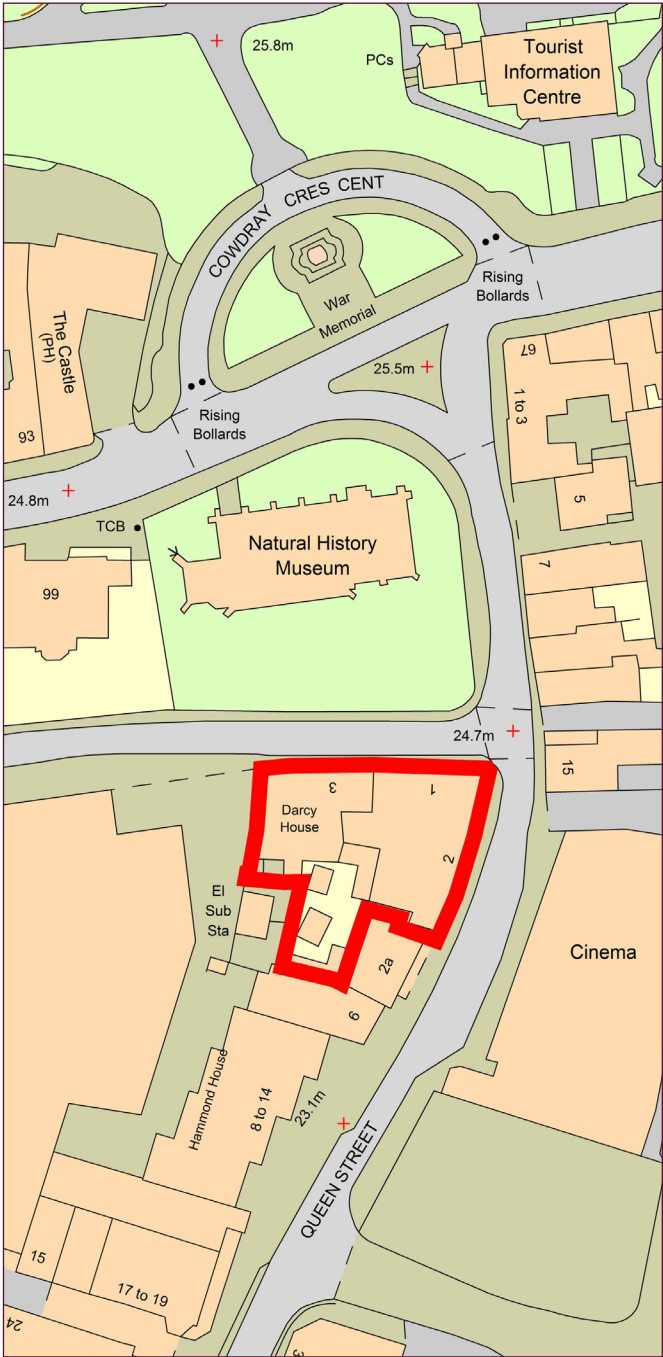 25.8m
PCs
Tourist
Information
Centre
COWDRAY CRES CENT
Rising
Bollards
War
Memorial
The Castle
(PH)
93
25.5m
67
1 to 3
Rising
Bollards
24.8m
TCB
5
Natural History
Museum
7
99
24.7m
15
3
1
Darcy
House
2
El
Sub
Sta
2a
Cinema
6
Hammond House
8 to 14
23.1m
QUEEN STREET
15
17 to 19
24
3